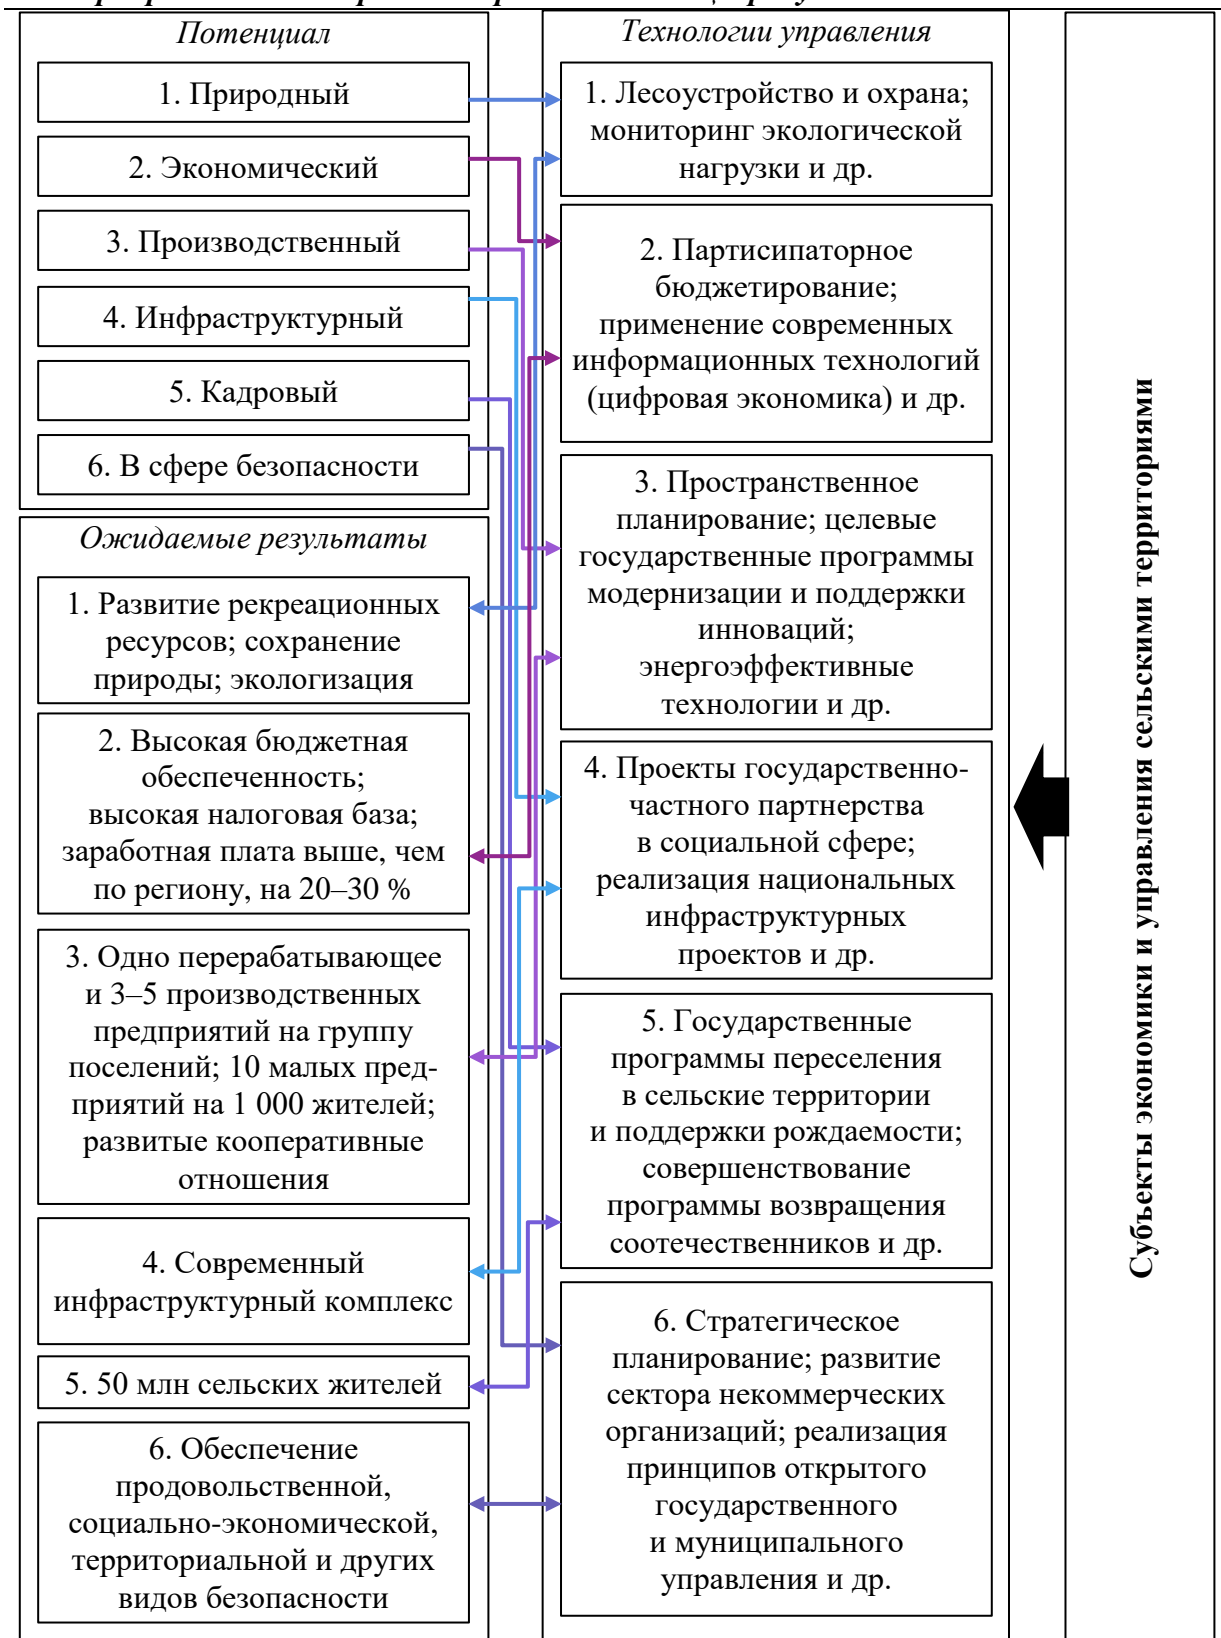 Потенциал
1. Природный
2. Экономический
3. Производственный
4. Инфраструктурный
5. Кадровый
6. В сфере безопасности
Ожидаемые результаты
1. Развитие рекреационных
ресурсов; сохранение
природы; экологизация
2. Высокая бюджетная
обеспеченность;
высокая налоговая база;
заработная плата выше, чем
по региону, на 20–30 %
3. Одно перерабатывающее
и 3–5 производственных
предприятий на группу
поселений; 10 малых пред-
приятий на 1 000 жителей;
развитые кооперативные
отношения
4. Современный
инфраструктурный комплекс
5. 50 млн сельских жителей
6. Обеспечение
продовольственной,
социально-экономической,
территориальной и других
видов безопасности
Технологии управления
1. Лесоустройство и охрана;
мониторинг экологической
нагрузки и др.
2. Партисипаторное
бюджетирование;
применение современных
информационных технологий
(цифровая экономика) и др.
3. Пространственное
планирование; целевые
государственные программы
модернизации и поддержки
инноваций;
энергоэффективные
технологии и др.
4. Проекты государственно-
частного партнерства
в социальной сфере;
реализация национальных
инфраструктурных
проектов и др.
5. Государственные
программы переселения
в сельские территории
и поддержки рождаемости;
совершенствование
программы возвращения
соотечественников и др.
6. Стратегическое
планирование; развитие
сектора некоммерческих
организаций; реализация
принципов открытого
государственного
и муниципального
управления и др.
Субъекты экономики и управления сельскими территориями